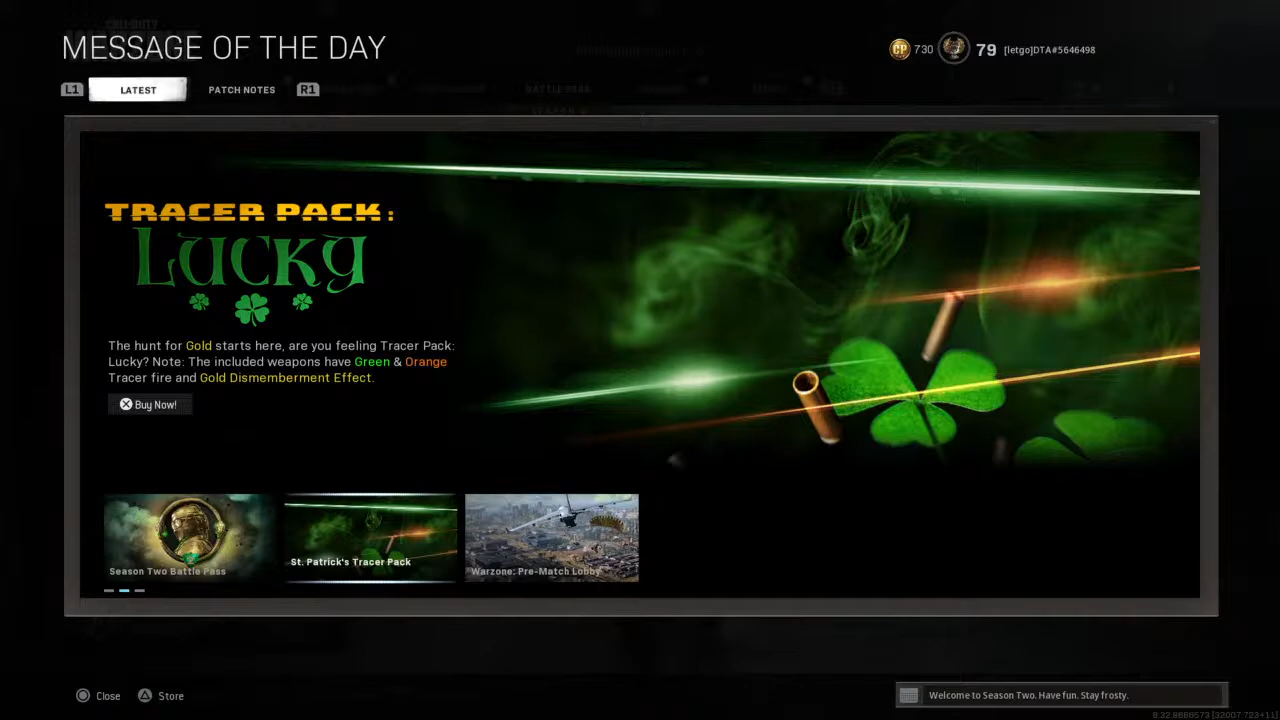 MESSAGE OF THE DAY
CP 730 79 [letgo]DTA#5646498
L1 LATEST PATCH NOTES R1
TRACER PACK:
LUCKY
The hunt for Gold starts here, are you feeling Tracer Pack:
Lucky? Note: The included weapons have Green & Orange
Tracer fire and Gold Dismemberment Effect.
Buy Now!
Season Two Battle Pass
St. Patrick's Tracer Pack
Warzone: Pre-Match Lobby
Close Store
Welcome to Season Two. Have fun. Stay frosty.